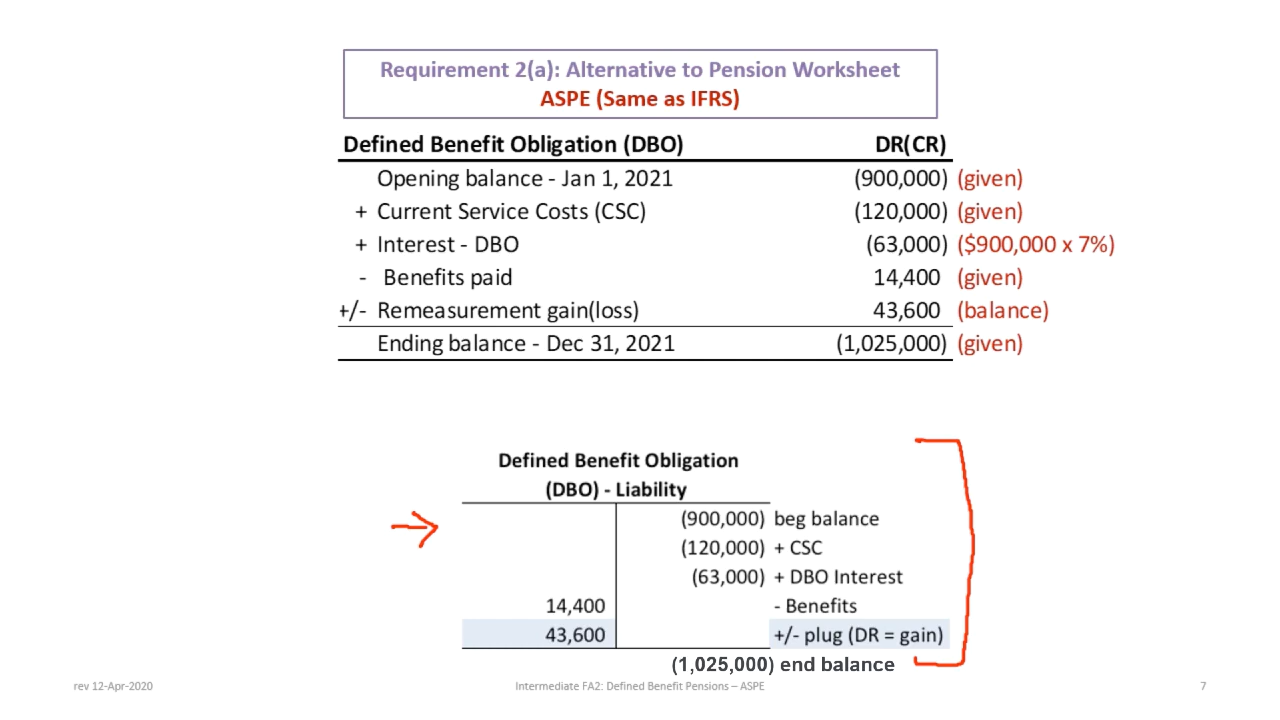 Requirement 2(a): Alternative to Pension Worksheet
ASPE (Same as IFRS)
Defined Benefit Obligation (DBO) DR(CR)
Opening balance - Jan 1, 2021 (900,000) (given)
+ Current Service Costs (CSC) (120,000) (given)
+ Interest - DBO (63,000) ($900,000 x 7%)
- Benefits paid 14,400 (given)
+/- Remeasurement gain(loss) 43,600 (balance)
Ending balance - Dec 31, 2021 (1,025,000) (given)
Defined Benefit Obligation
(DBO) - Liability
(900,000) beg balance
(120,000) + CSC
(63,000) + DBO Interest
14,400 - Benefits
43,600 +/- plug (DR = gain)
(1,025,000) end balance
rev 12-Apr-2020 Intermediate FA2: Defined Benefit Pensions – ASPE 7